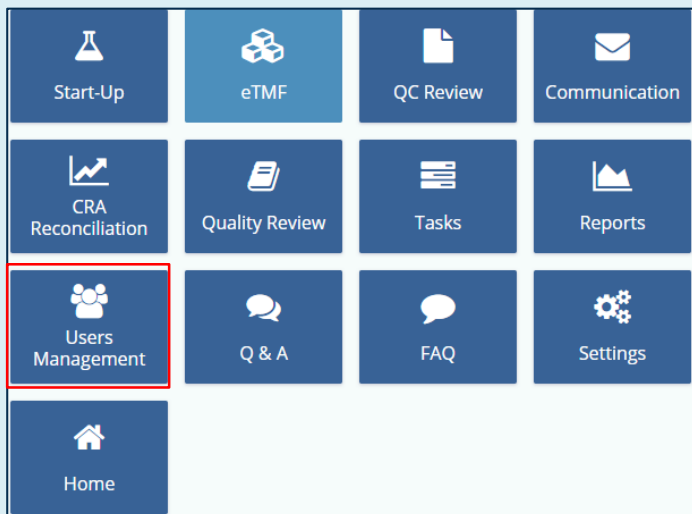 Start-Up
eTMF
QC Review
Communication
CRA
Reconciliation
Quality Review
Tasks
Reports
Users
Management
Q & A
FAQ
Settings
Home